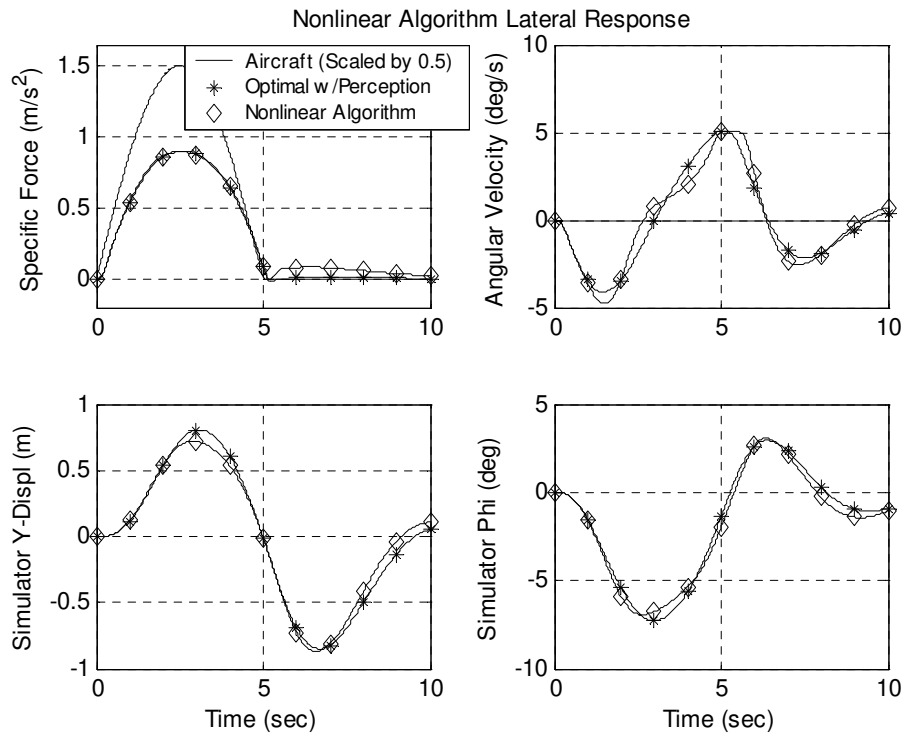 Nonlinear Algorithm Lateral Response
Specific Force (m/s²)
1.5
1
0.5
0
0
5
10
Aircraft (Scaled by 0.5)
Optimal w/Perception
Nonlinear Algorithm
Angular Velocity (deg/s)
10
5
0
-5
0
5
10
Simulator Y-Displ (m)
1
0.5
0
-0.5
-1
0
5
10
Time (sec)
Simulator Phi (deg)
5
0
-5
-10
0
5
10
Time (sec)